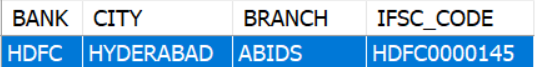 BANK CITY BRANCH IFSC_CODE
HDFC HYDERABAD ABIDS HDFC0000145